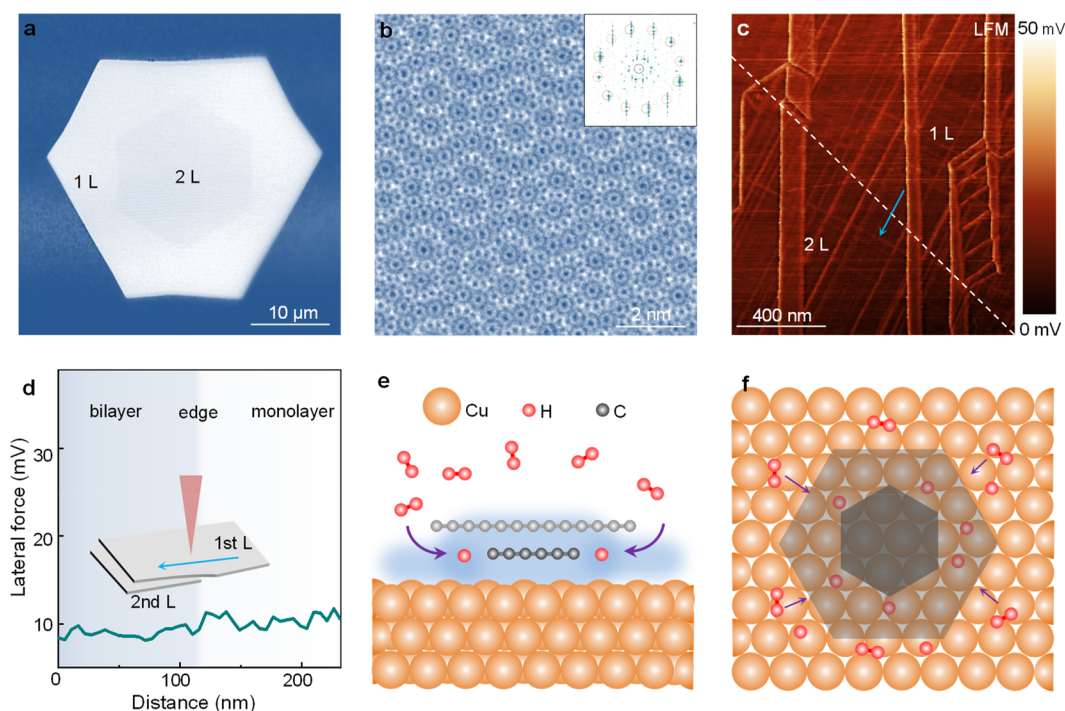 a
1 L
2 L
10 μm
b
2 nm
c
LFM
50 mV
1 L
2 L
400 nm
0 mV
d
bilayer
edge
monolayer
30
20
10
0
100
200
Lateral force (mV)
Distance (nm)
1st L
2nd L
e
Cu
H
C
f